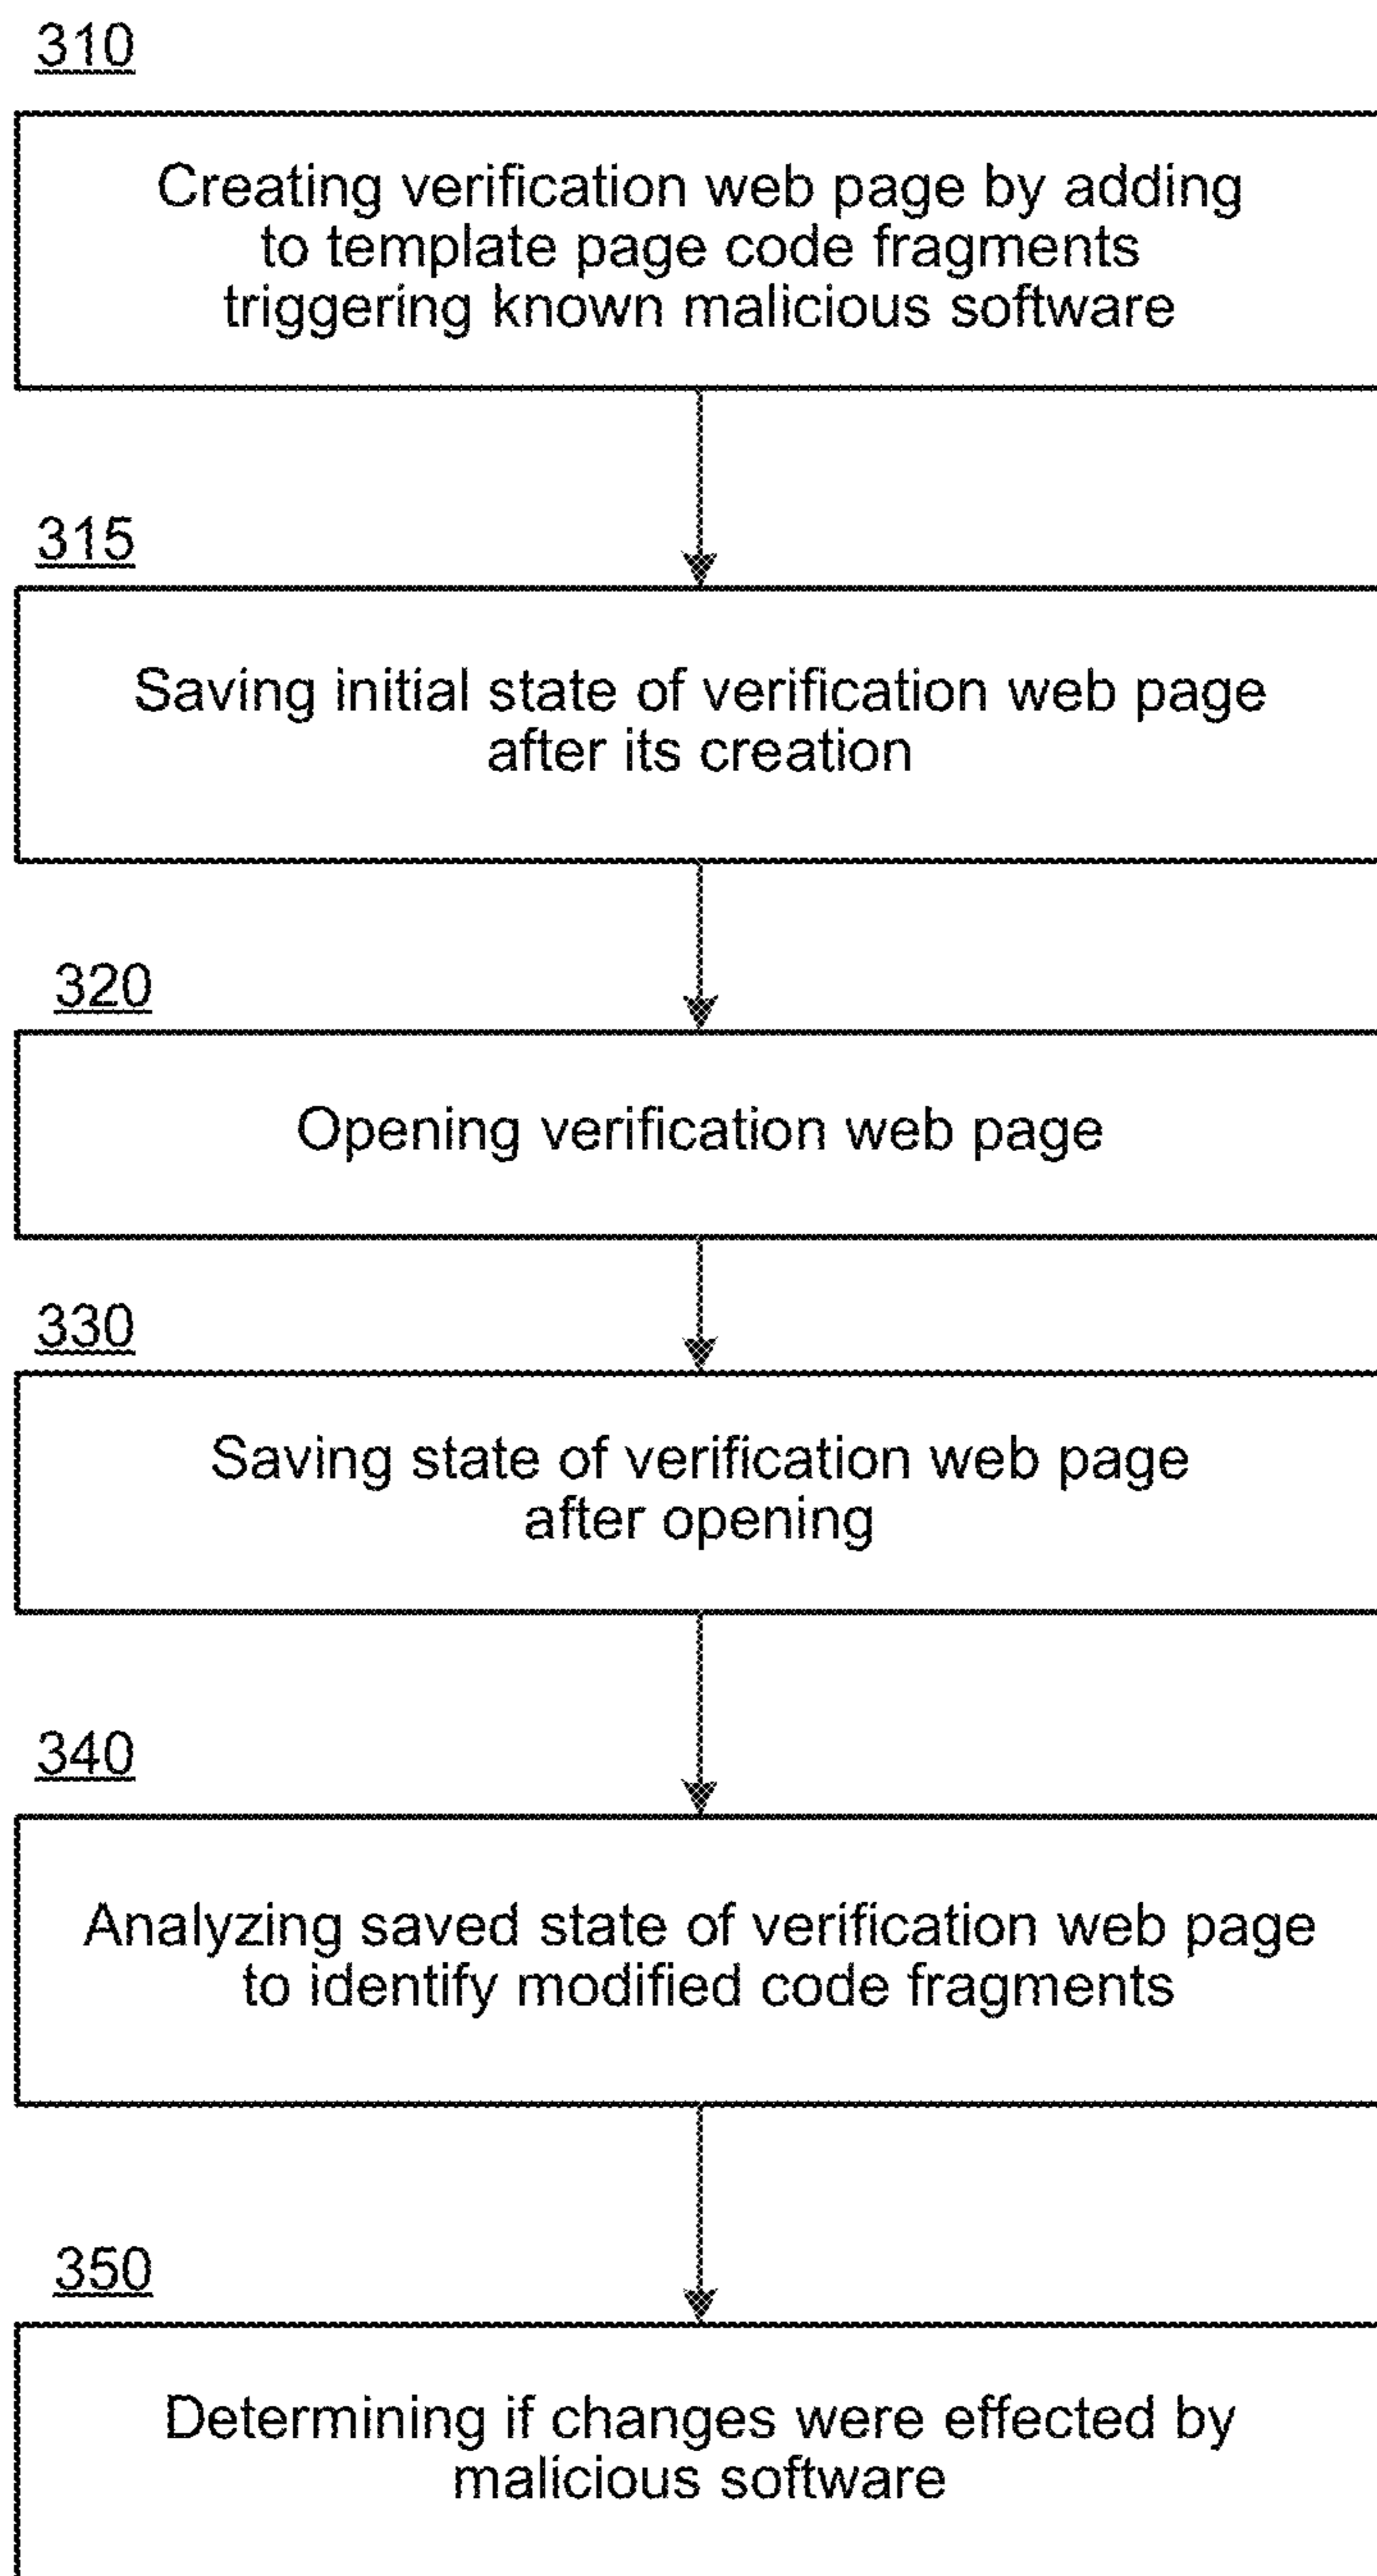 310
Creating verification web page by adding
to template page code fragments
triggering known malicious software
315
Saving initial state of verification web page
after its creation
320
Opening verification web page
330
Saving state of verification web page
after opening
340
Analyzing saved state of verification web page
to identify modified code fragments
350
Determining if changes were effected by
malicious software